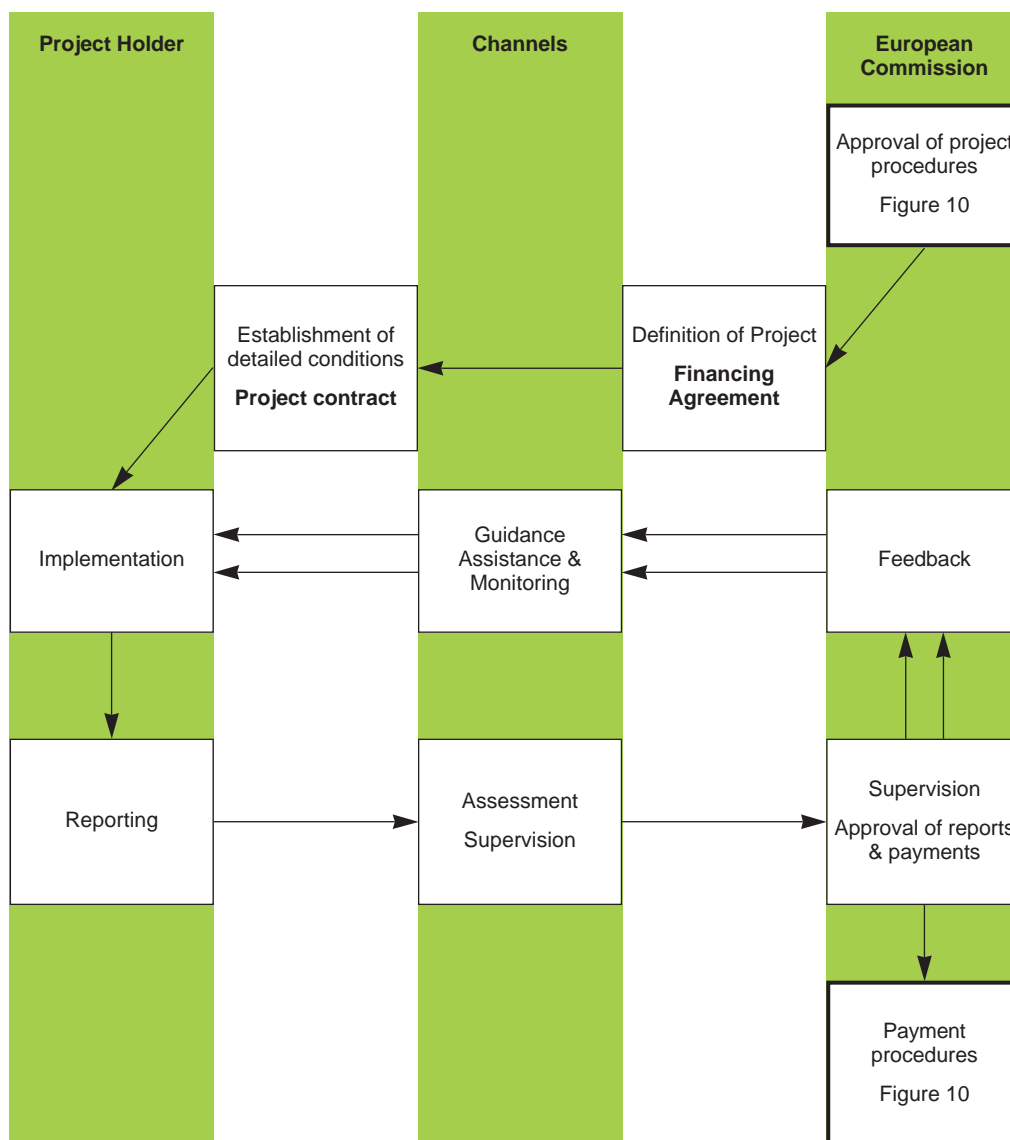 Project Holder
Channels
European
Commission
Approval of project
procedures
Figure 10
Establishment of
detailed conditions
Project contract
Definition of Project
Financing
Agreement
Implementation
Guidance
Assistance &
Monitoring
Feedback
Reporting
Assessment
Supervision
Supervision
Approval of reports
& payments
Payment
procedures
Figure 10